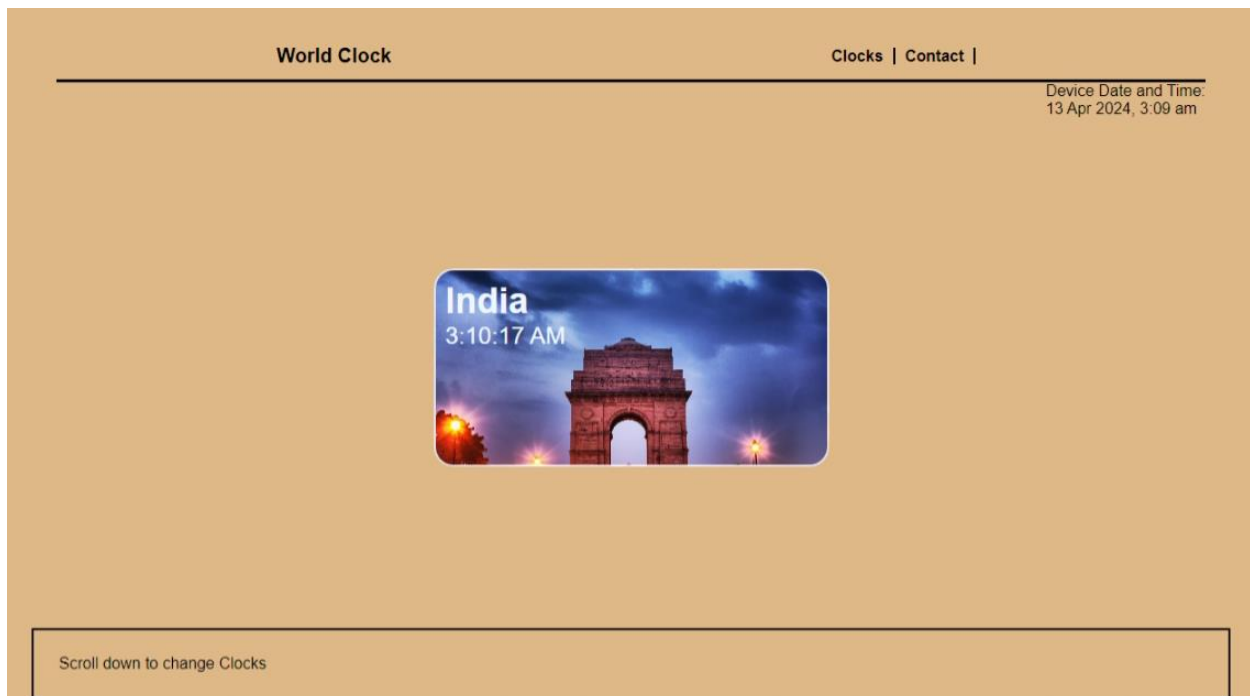 World Clock
Clocks | Contact |
Device Date and Time:
13 Apr 2024, 3:09 am
India
3:10:17 AM
Scroll down to change Clocks